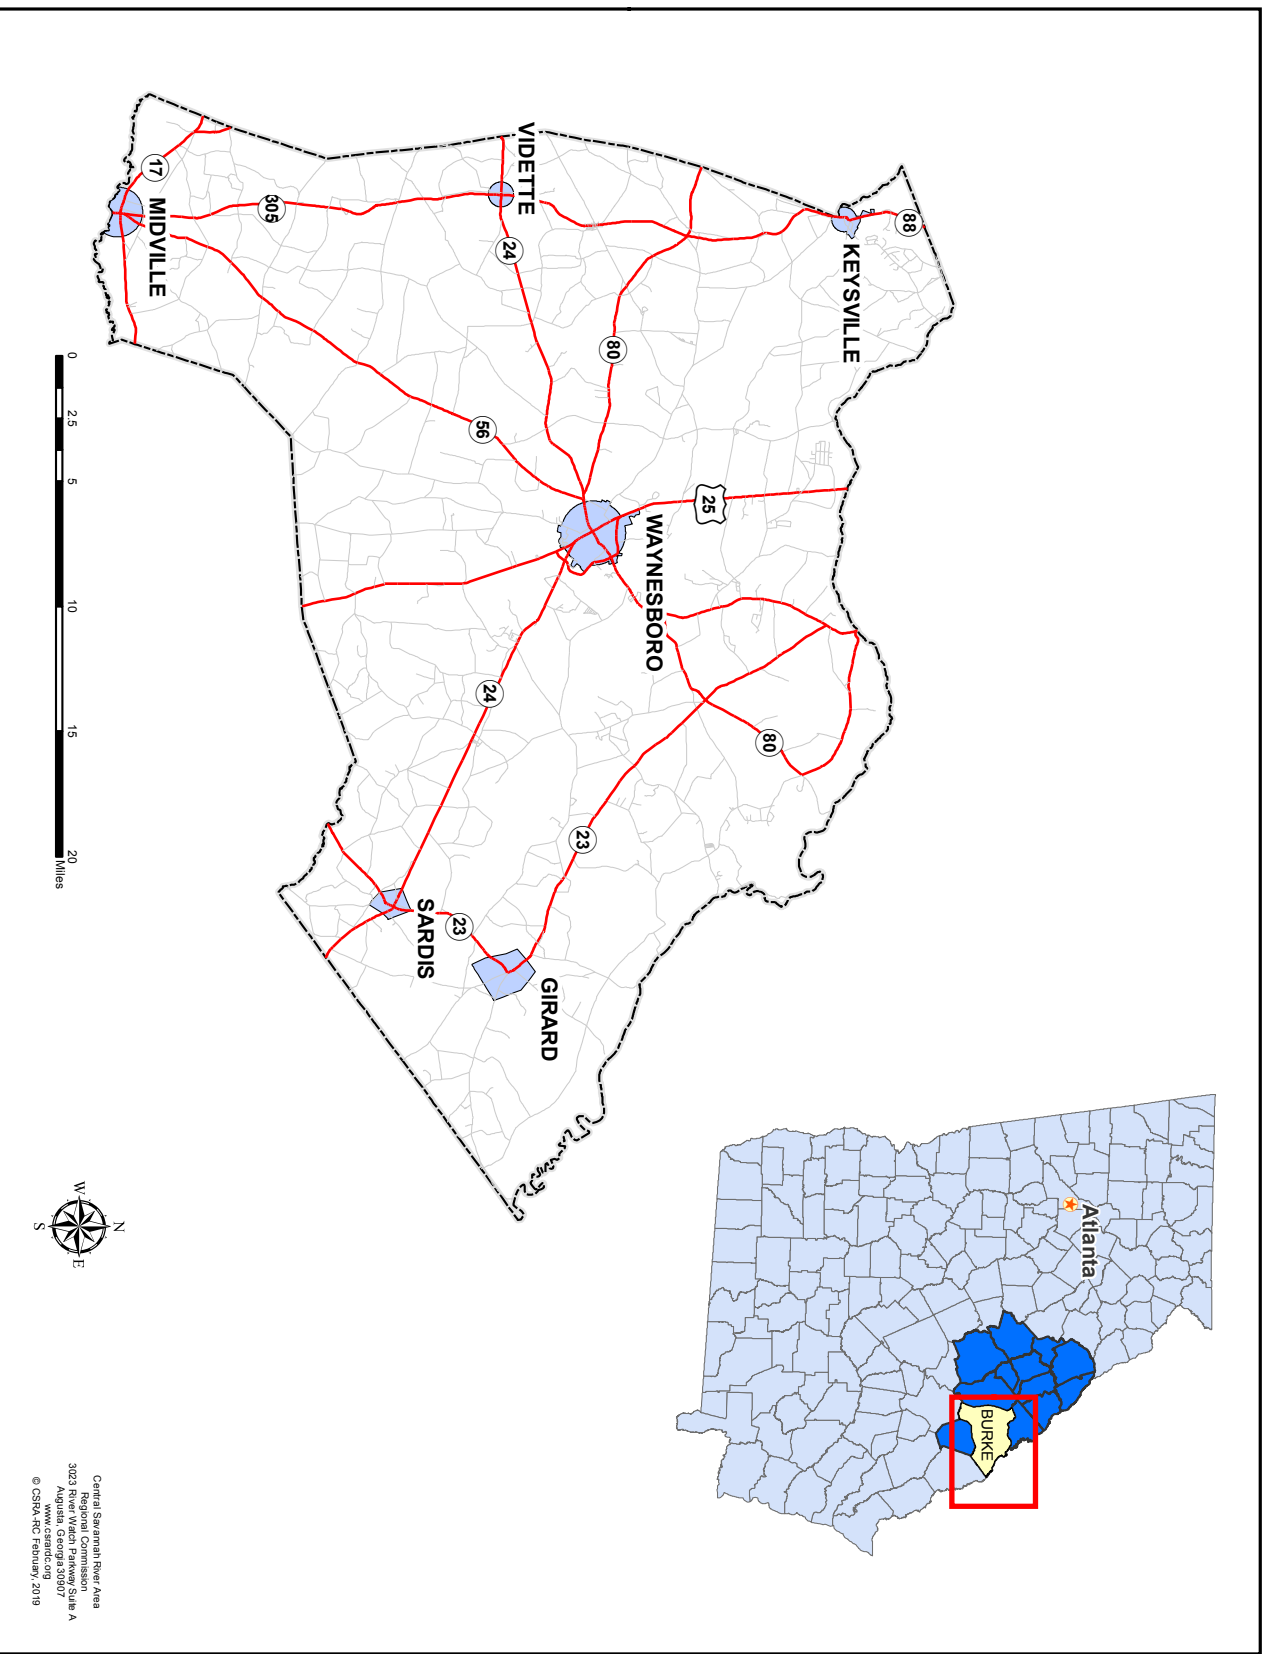 88
KEYSVILLE
VIDETTE
24
80
25
WAYNESBORO
80
305
17
MIDVILLE
56
24
23
23
SARDIS
GIRARD
Atlanta
BURKE
0
2.5
5
10
15
20
Miles
N
W
E
S
Central Savannah River Area
Regional Commission
3023 River Watch Parkway Suite A
Augusta, Georgia 30907
www.csrardc.org
© CSRA-RC February, 2019